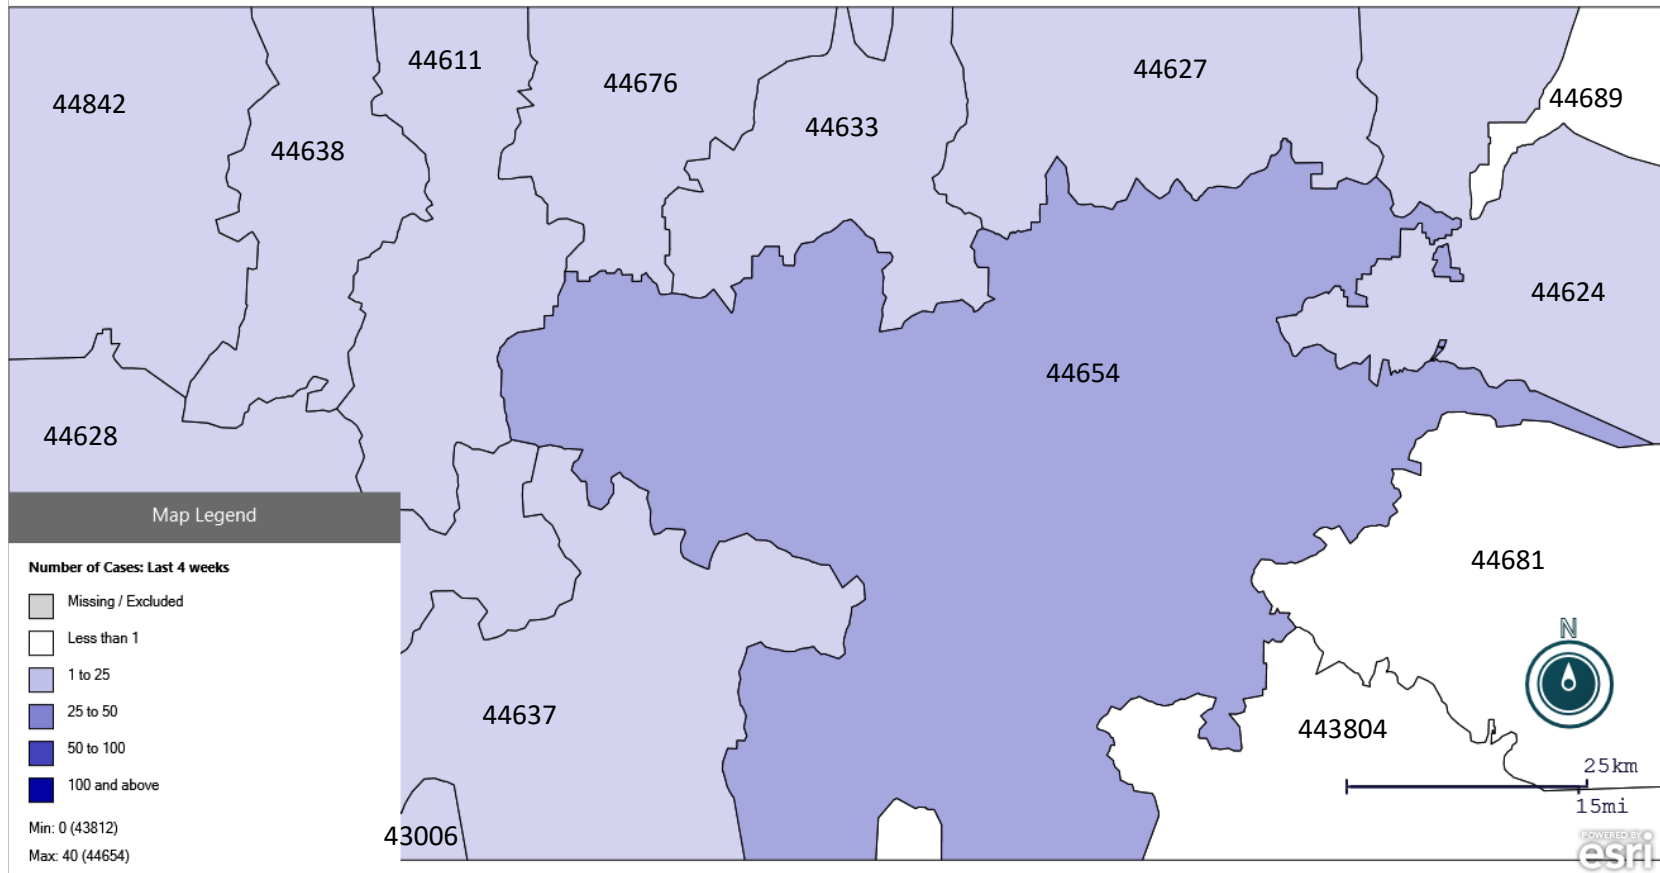 44611
44627
44676
44689
44842
44633
44638
44624
44654
44628
Map Legend
44681
Number of Cases: Last 4 weeks
Missing / Excluded
Less than 1
N
1 to 25
25 to 50
44637
443804
50 to 100
25km
100 and above
15mi
Min: 0 (43812)
43006
Max: 40 (44654)
POWERED BY
esri